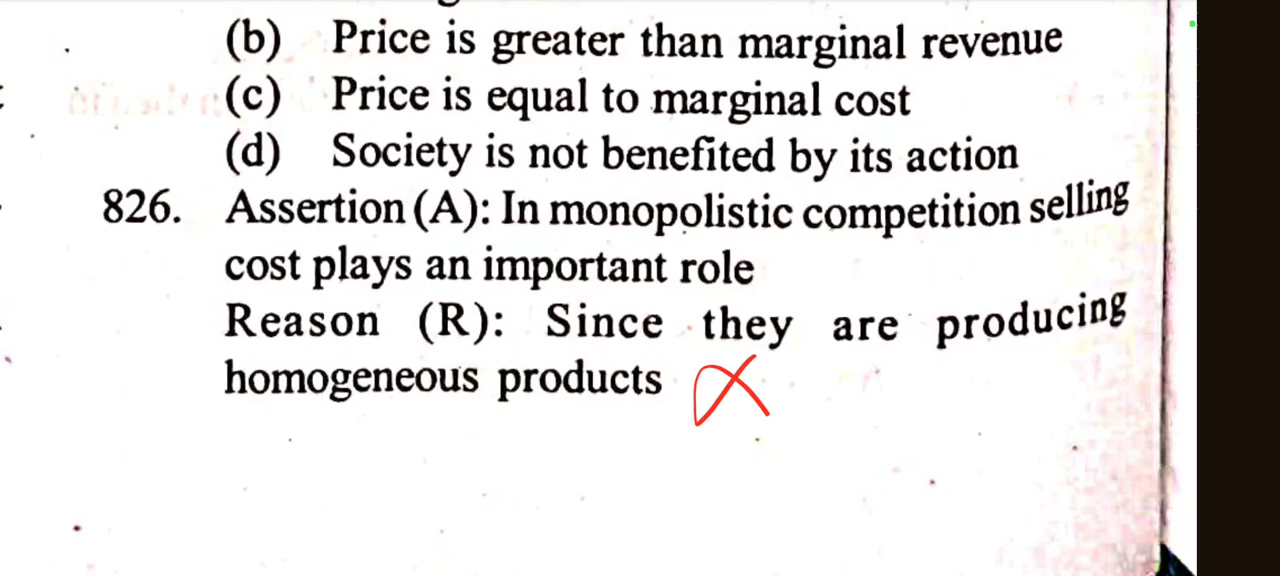 (b) Price is greater than marginal revenue
(c) Price is equal to marginal cost
(d) Society is not benefited by its action
826. Assertion (A): In monopolistic competition selling
cost plays an important role
Reason (R): Since they are producing
homogeneous products